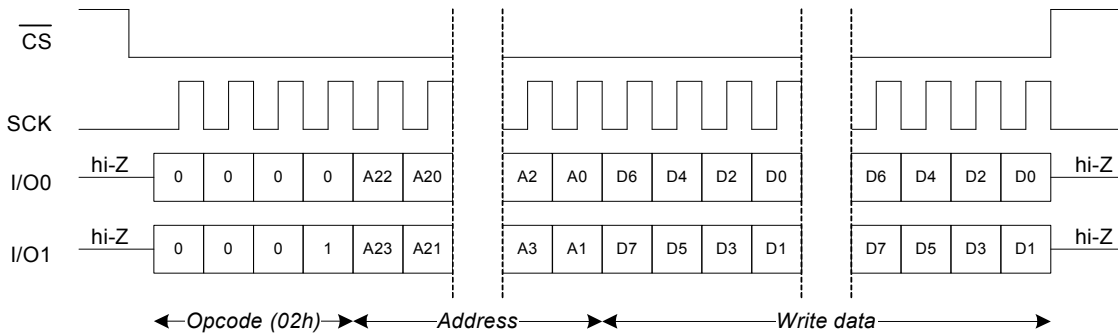 CS
SCK
hi-Z 0 0 0 0 A22 A20 A2 A0 D6 D4 D2 D0 D6 D4 D2 D0 hi-Z
I/O0
hi-Z 0 0 0 1 A23 A21 A3 A1 D7 D5 D3 D1 D7 D5 D3 D1 hi-Z
I/O1
Opcode (02h) Address Write data